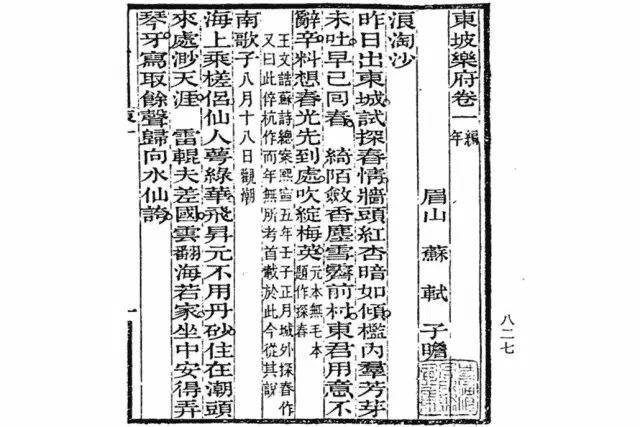 東坡樂府卷一 編年
眉山 蘇軾 子瞻
浪淘沙
昨日出東城試探春情牆頭紅杏暗如傾檻內羣芳芽
未吐早已囘春 綺陌斂香塵雪霽前村東君用意不
辭辛料想春光先到處吹綻梅英 元本無毛本題作探春
王文誥蘇詩總案熙寧五年壬子正月城外探春作
又曰此倅杭作而年無所考首載於此今從其說
南歌子 八月十八日觀潮
海上乘槎侶仙人萼綠華飛昇元不用丹砂住在潮頭
來處渺天涯 雷輥夫差國雲翻海若家坐中安得弄
琴牙寫取餘聲歸向水仙誇
八二七